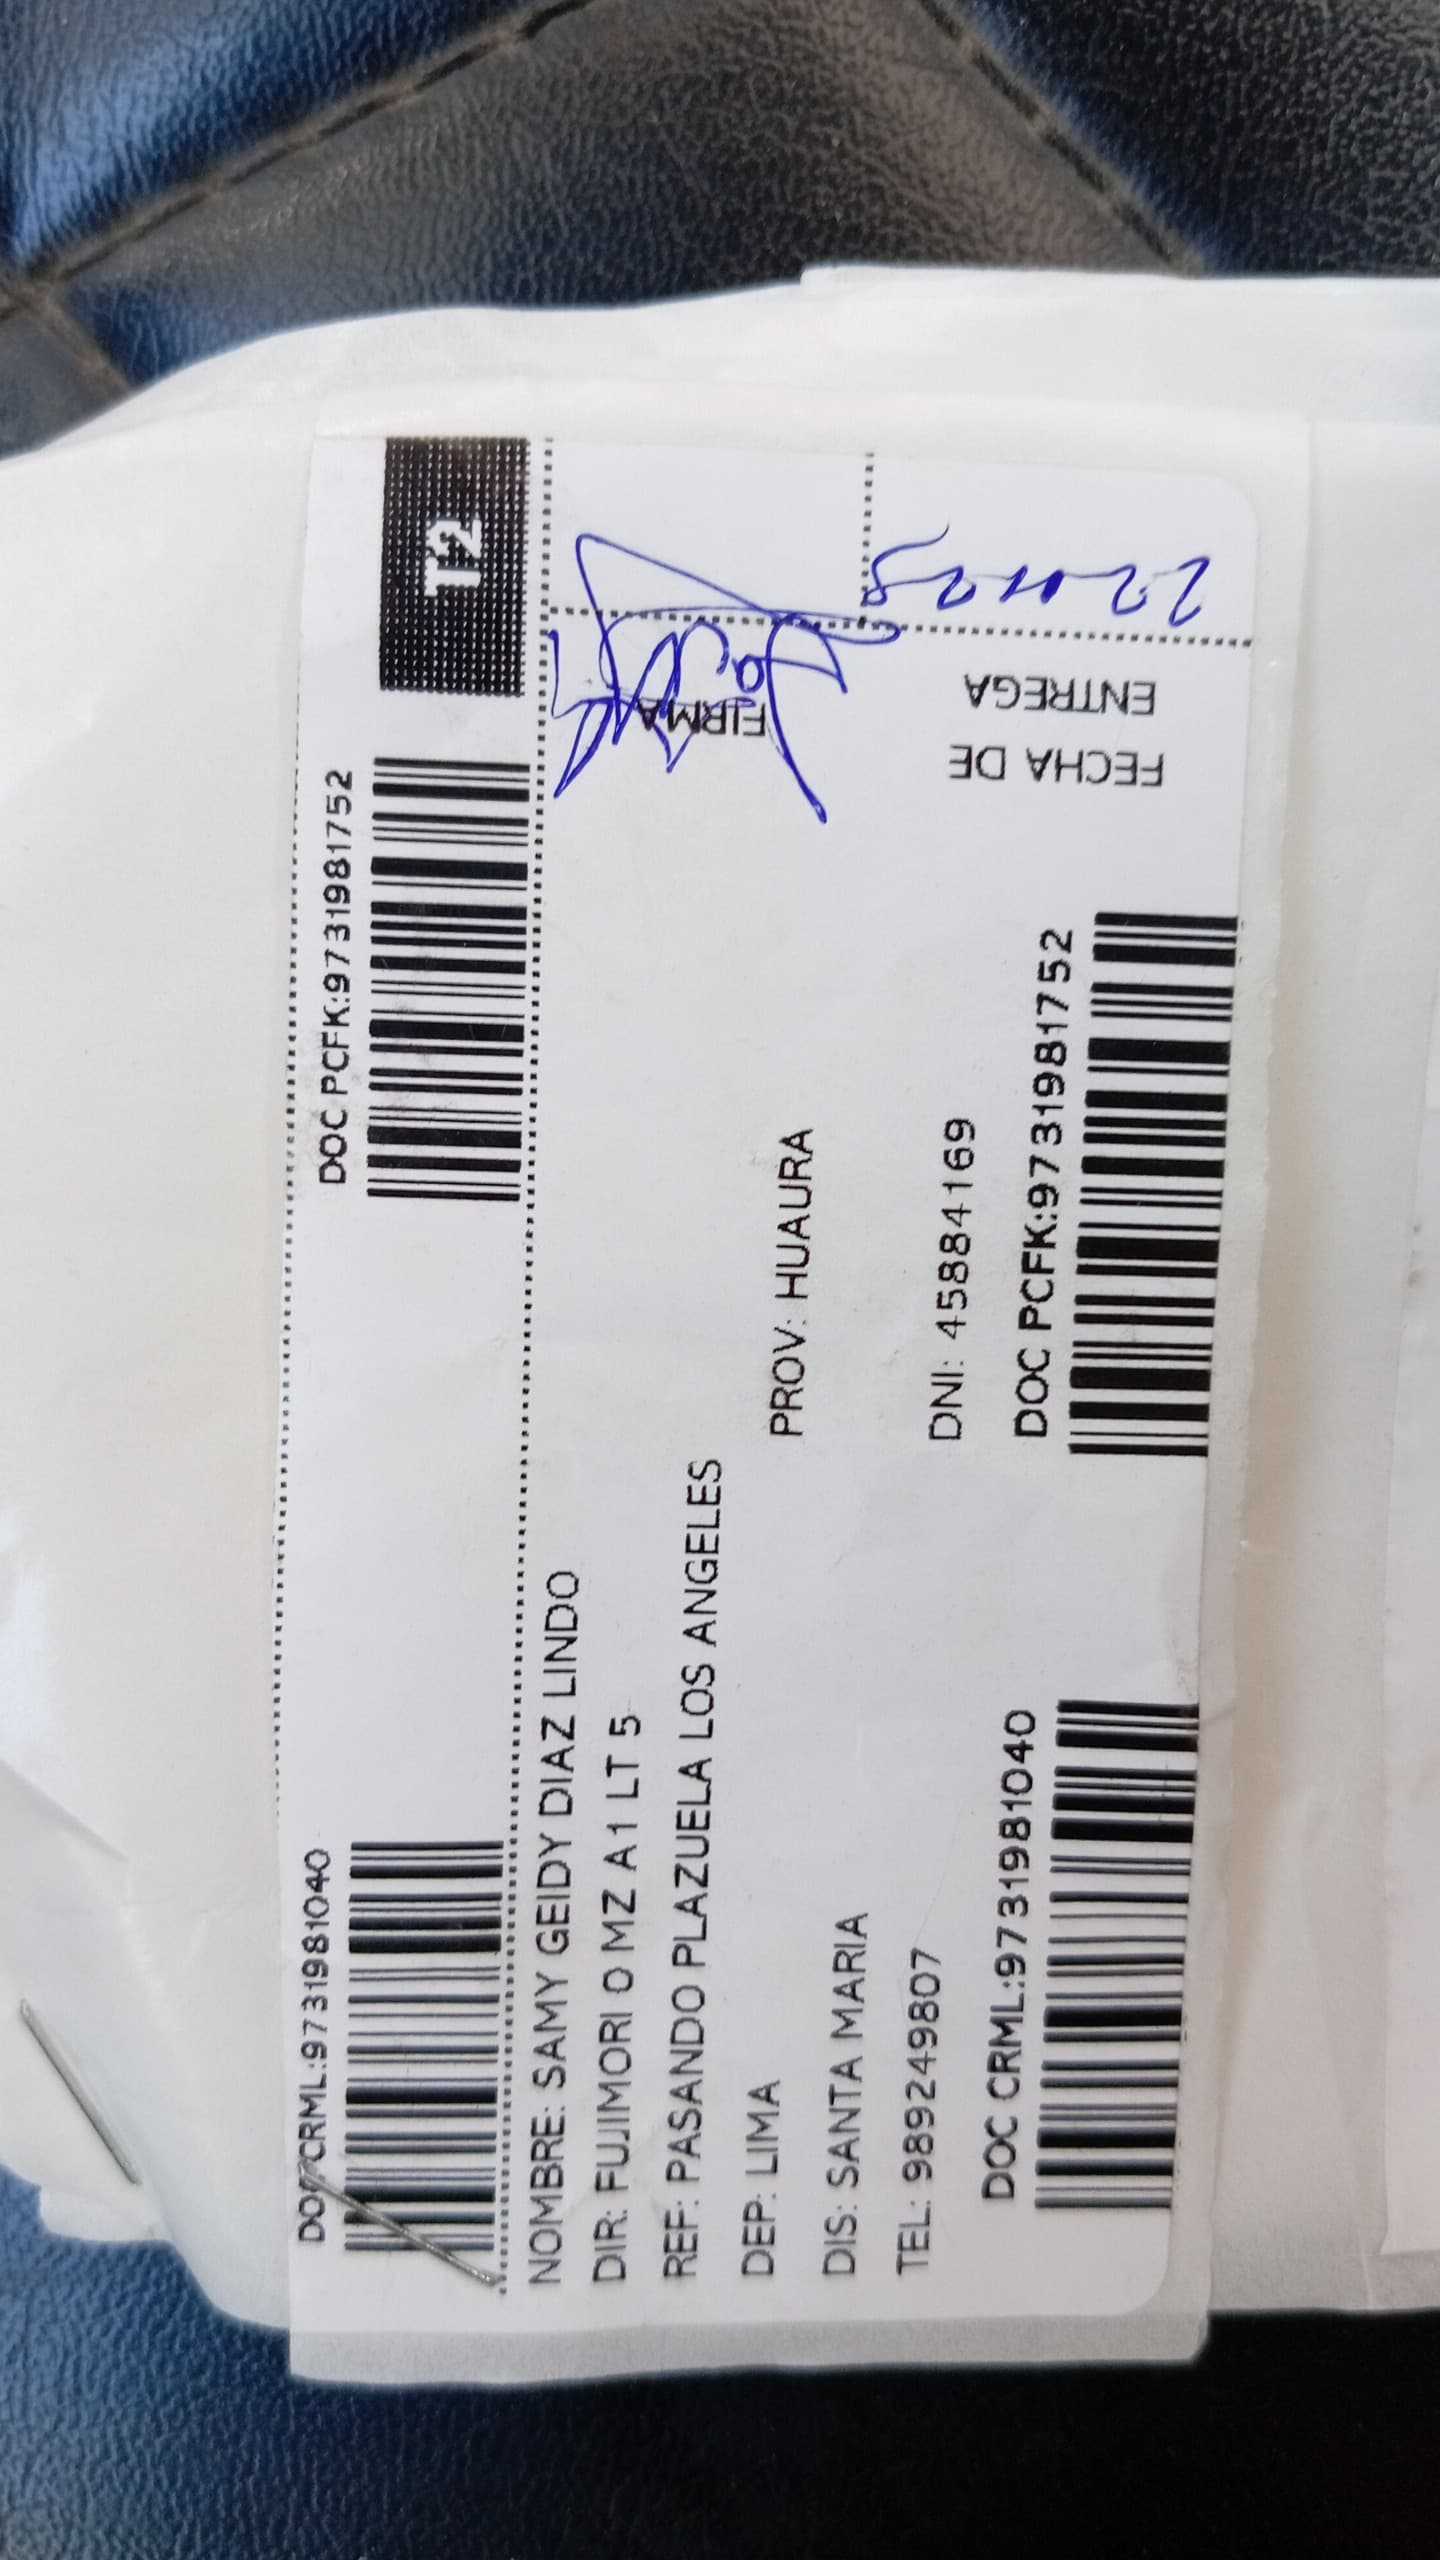 DOC CRML:9731981040
DOC PCFK:9731981752
T2
NOMBRE: SAMY GEIDY DIAZ LINDO
DIR: FUJIMORI O MZ A1 LT 5
REF: PASANDO PLAZUELA LOS ANGELES
DEP: LIMA
PROV: HUAURA
DIS: SANTA MARIA
TEL: 989249807
DNI: 45884169
DOC CRML:9731981040
DOC PCFK:9731981752
FIRMA
FECHA DE
ENTREGA